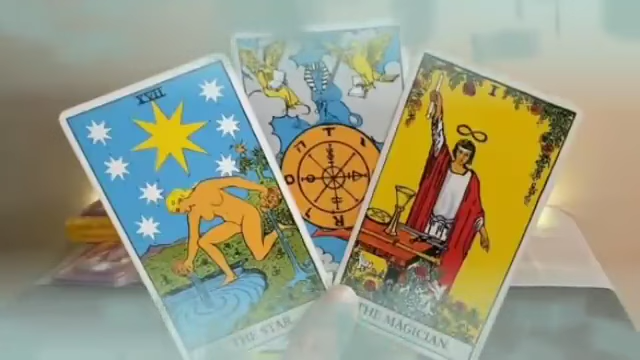 XVII
THE STAR
T
A
R
O
I
THE MAGICIAN.